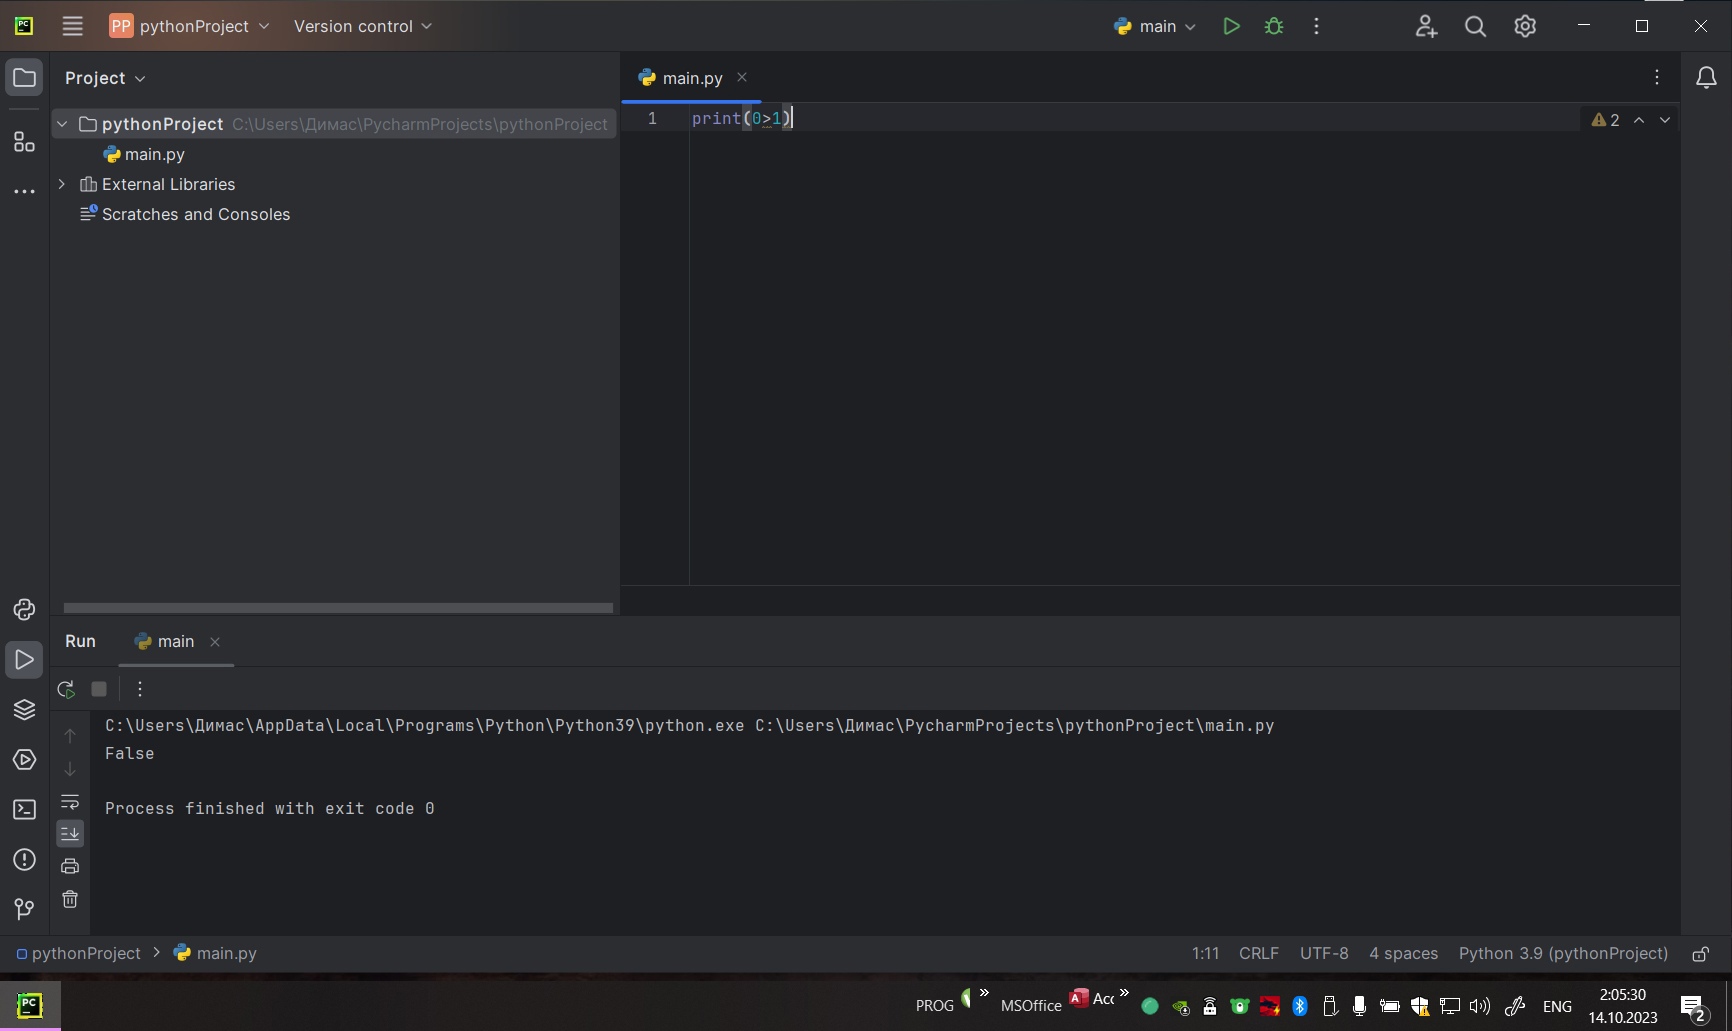 PC PP pythonProject Version control main
Project
main.py
pythonProject C:\Users\Димас\PycharmProjects\pythonProject
main.py
External Libraries
Scratches and Consoles
1 print(0>1)
2
Run main
C:\Users\Димас\AppData\Local\Programs\Python\Python39\python.exe C:\Users\Димас\PycharmProjects\pythonProject\main.py
False
Process finished with exit code 0
pythonProject > main.py 1:11 CRLF UTF-8 4 spaces Python 3.9 (pythonProject)
PC PROG » MSOffice A Acc » ENG 2:05:30
14.10.2023 2